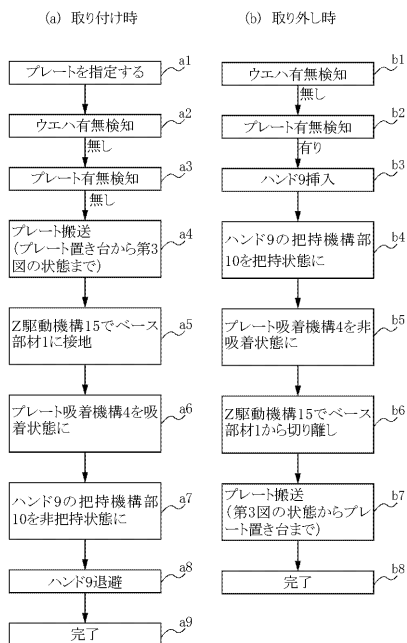 (a) 取り付け時
プレートを指定する
a1
ウエハ有無検知
a2
無し
プレート有無検知
a3
無し
プレート搬送
(プレート置き台から第3
図の状態まで)
a4
Z駆動機構15でベース
部材1に接地
a5
プレート吸着機構4を吸
着状態に
a6
ハンド9の把持機構部
10を非把持状態に
a7
ハンド9退避
a8
完了
a9
(b) 取り外し時
ウエハ有無検知
b1
無し
プレート有無検知
b2
有り
ハンド9挿入
b3
ハンド9の把持機構部
10を把持状態に
b4
プレート吸着機構4を非
吸着状態に
b5
Z駆動機構15でベース
部材1から切り離し
b6
プレート搬送
(第3図の状態からプレ
ート置き台まで)
b7
完了
b8